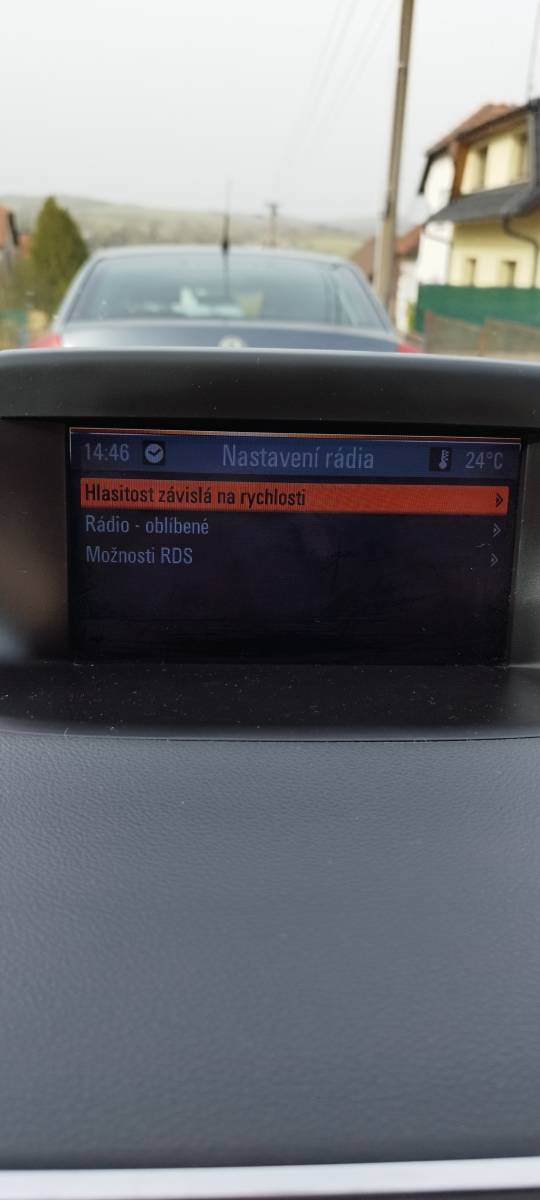 14:46 Nastavení rádia 24°C
Hlasitost závislá na rychlosti
Rádio - oblíbené
Možnosti RDS